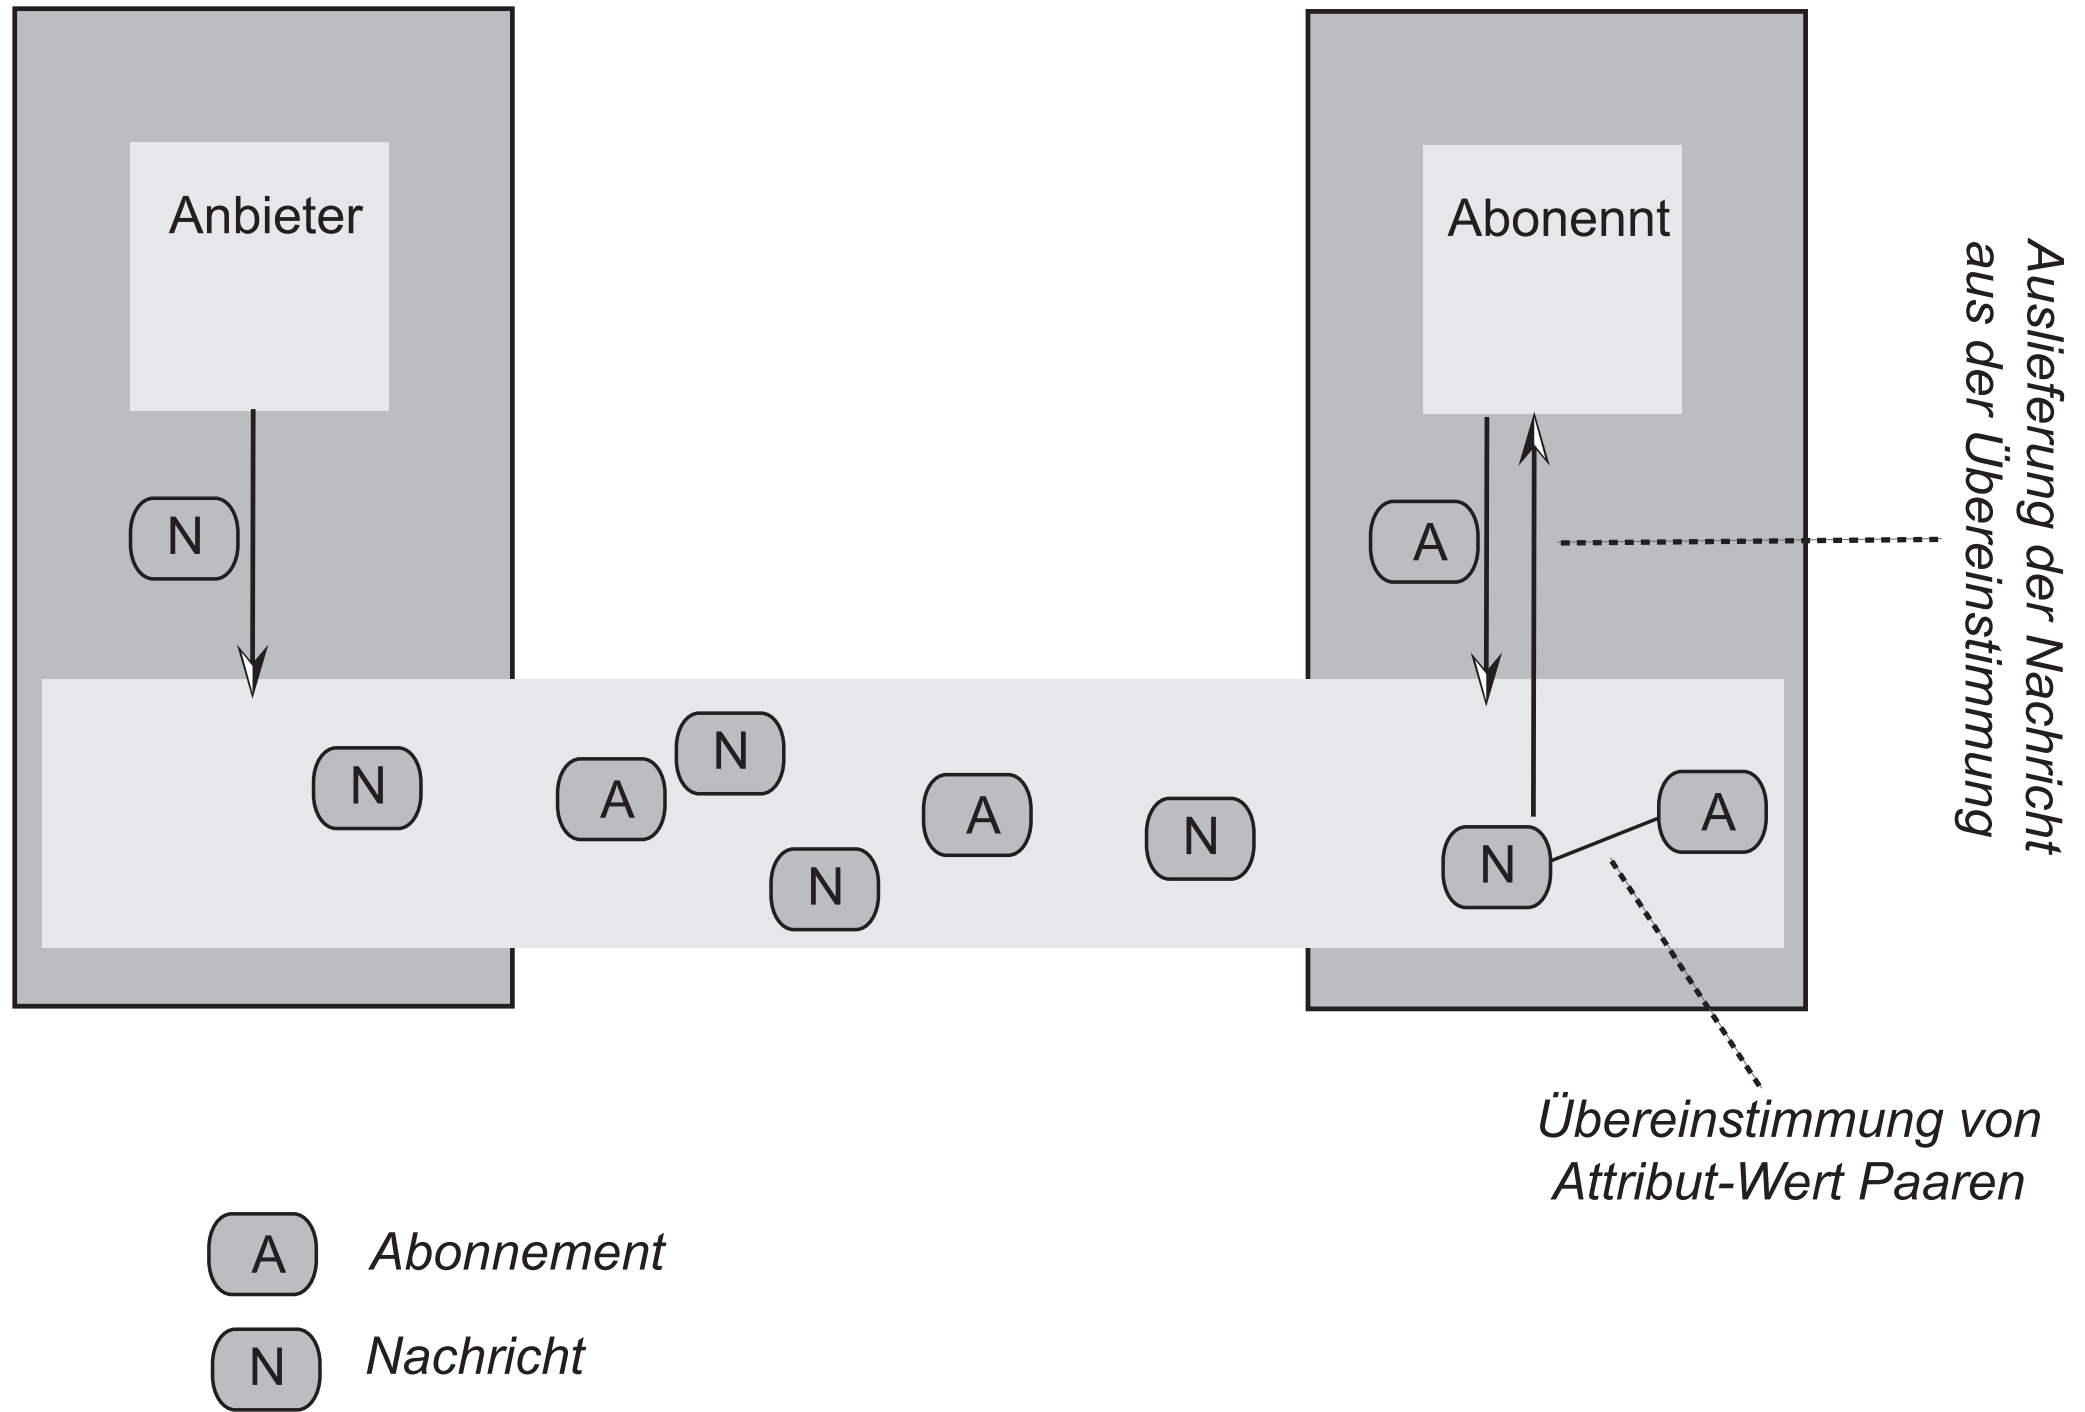 Anbieter
Abonennt
N
A
Auslieferung der Nachricht
aus der Übereinstimmung
N
A
N
N
A
N
N
A
Übereinstimmung von
Attribut-Wert Paaren
A Abonnement
N Nachricht